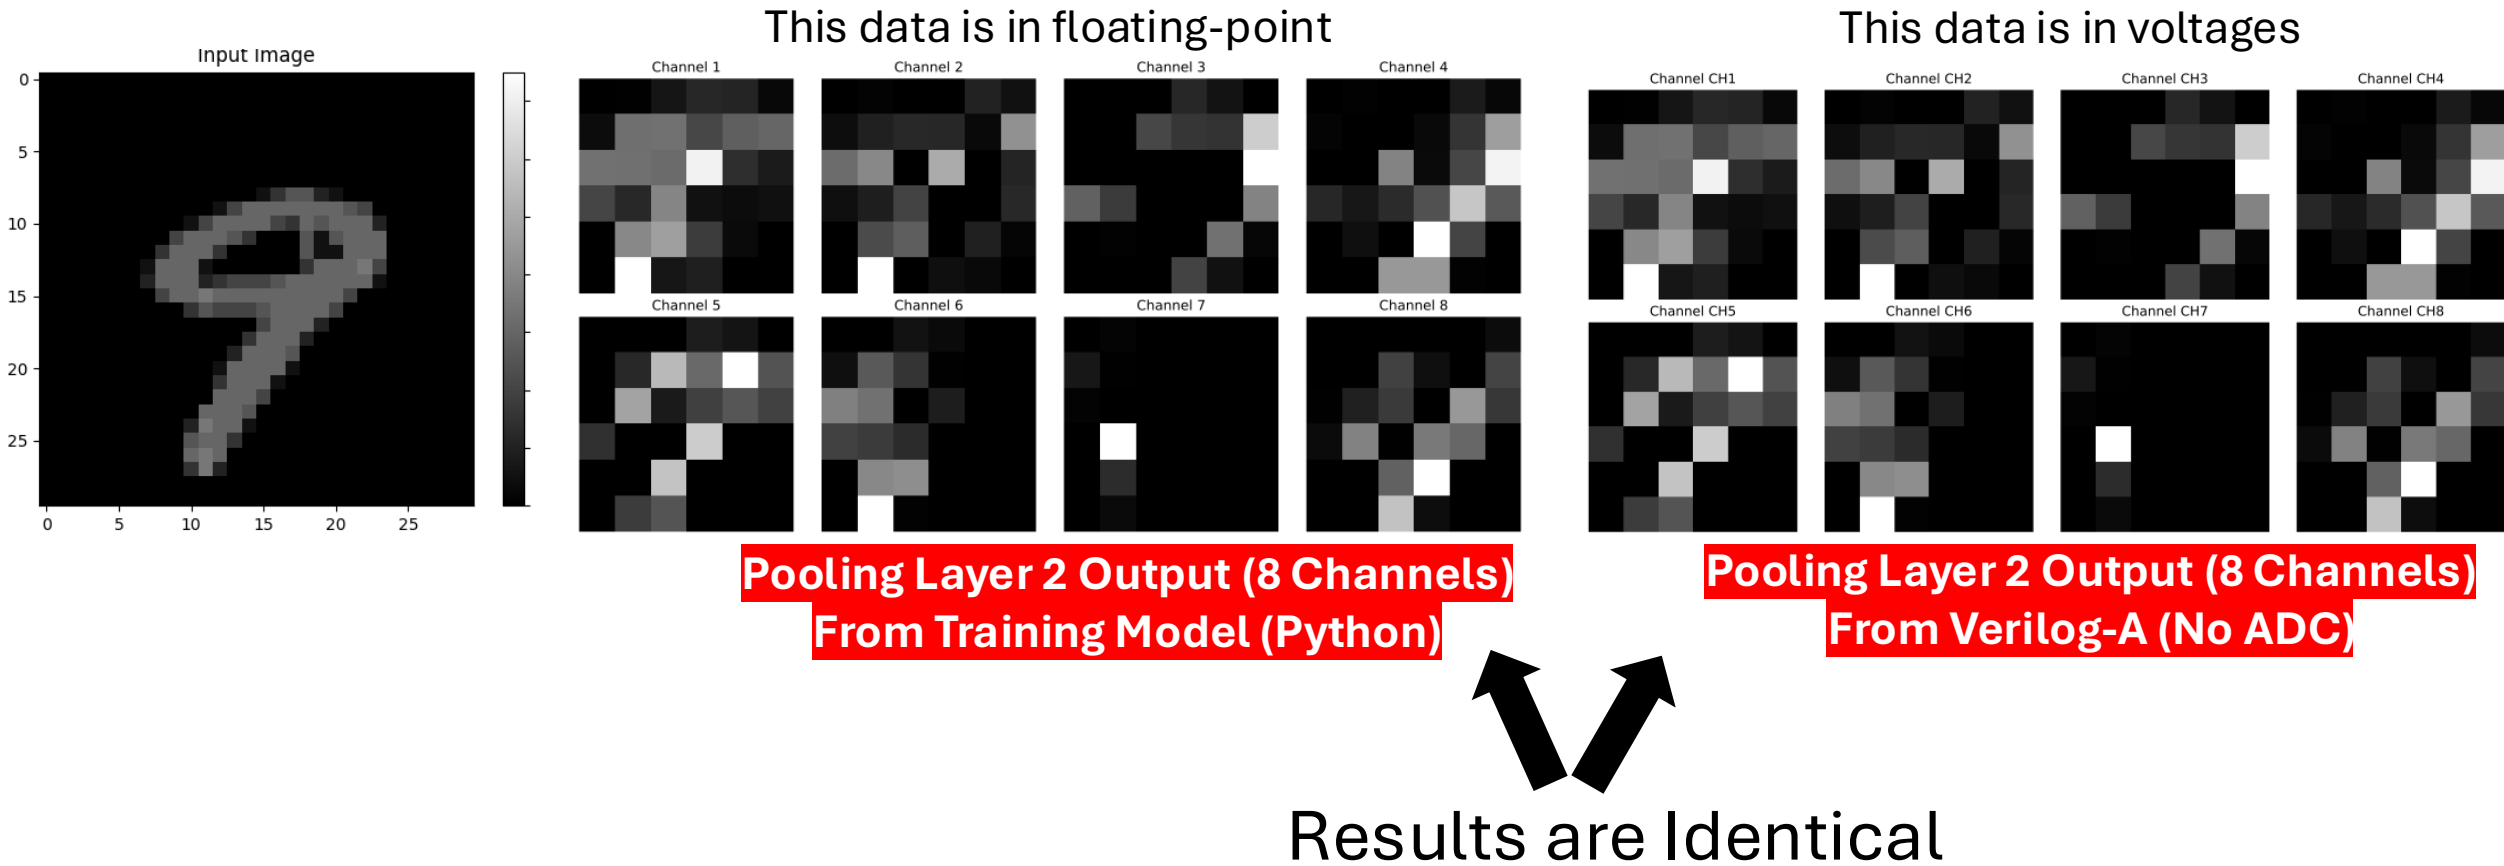 This data is in floating-point
This data is in voltages
Input Image
0
5
10
15
20
25
0 5 10 15 20 25
Channel 1 Channel 2 Channel 3 Channel 4
Channel 5 Channel 6 Channel 7 Channel 8
Channel CH1 Channel CH2 Channel CH3 Channel CH4
Channel CH5 Channel CH6 Channel CH7 Channel CH8
Pooling Layer 2 Output (8 Channels)
From Training Model (Python)
Pooling Layer 2 Output (8 Channels)
From Verilog-A (No ADC)
Results are Identical